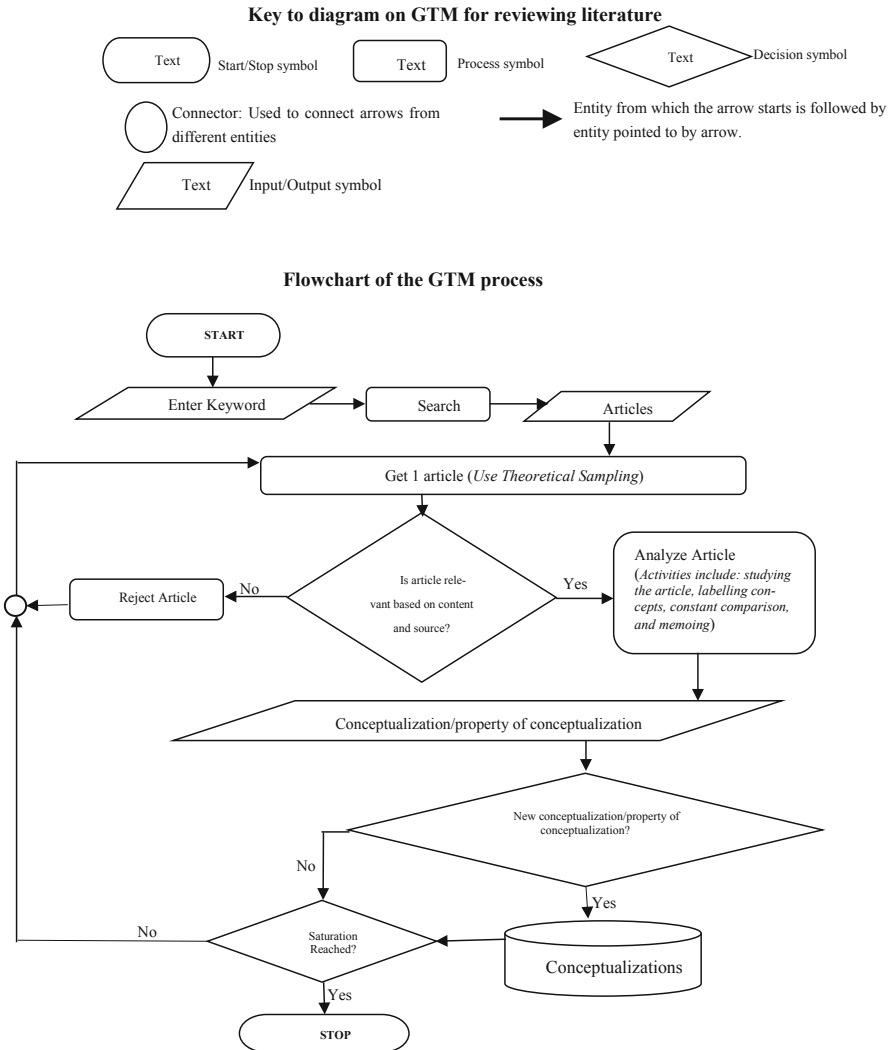 Key to diagram on GTM for reviewing literature
Text
Start/Stop symbol
Text
Process symbol
Text
Decision symbol
Connector: Used to connect arrows from
different entities
Entity from which the arrow starts is followed by
entity pointed to by arrow.
Text
Input/Output symbol
Flowchart of the GTM process
START
Enter Keyword
Search
Articles
Get 1 article (Use Theoretical Sampling)
Is article rele-
vant based on content
and source?
No
Reject Article
Yes
Analyze Article
(Activities include: studying
the article, labelling con-
cepts, constant comparison,
and memoing)
Conceptualization/property of conceptualization
New conceptualization/property of
conceptualization?
No
Yes
Conceptualizations
Saturation
Reached?
No
Yes
STOP